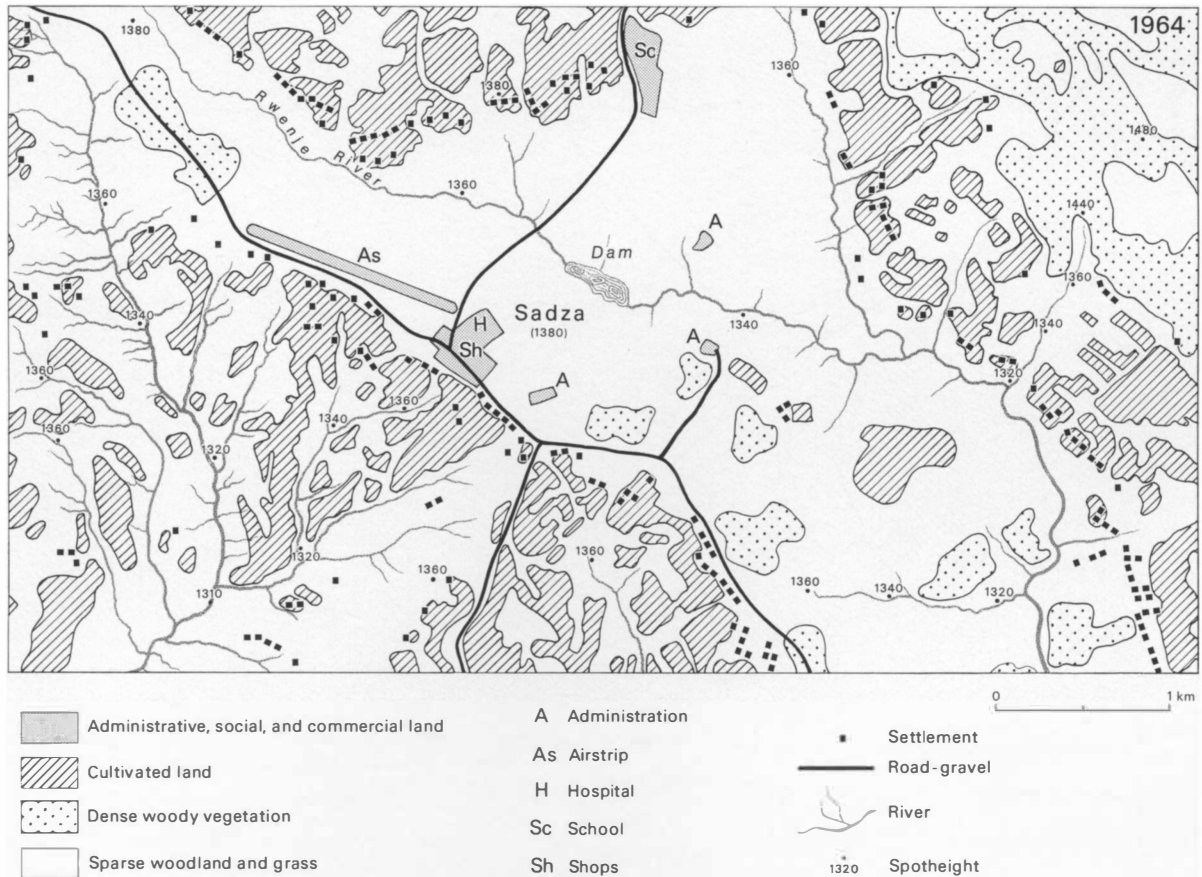 1964
1380
Sc
1360
1380
Rwenje River
1480
1360
1360
A
1440
As
Dam
1360
1340
H
Sadza
(1380)
1340
1340
Sh
A
1360
A
1320
1360
1340
1360
1320
1320
1360
1360
1360
1340
1320
1310
0 1 km
Administrative, social, and commercial land
Cultivated land
Dense woody vegetation
Sparse woodland and grass
A Administration
As Airstrip
H Hospital
Sc School
Sh Shops
Settlement
Road-gravel
River
1320 Spotheight